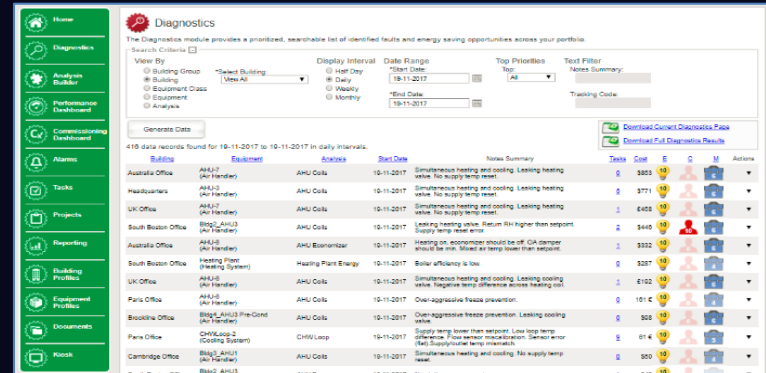 Home
Diagnostics
Analysis
Builder
Performance
Dashboard
Commissioning
Dashboard
Alarms
Tasks
Projects
Reporting
Building
Profiles
Equipment
Profiles
Documents
Kiosk
Diagnostics
The Diagnostics module provides a prioritized, searchable list of identified faults and energy saving opportunities across your portfolio.
Search Criteria
View By
Building Group
Building
Equipment Class
Equipment
Analysis
*Select Building:
View All
Display Interval
Half Day
Daily
Weekly
Monthly
Date Range
*Start Date:
19-11-2017
*End Date:
19-11-2017
Top Priorities
Top:
All
Text Filter
Notes Summary:
Tracking Code:
Generate Data
Download Current Diagnostics Page
Download Full Diagnostics Results
416 data records found for 19-11-2017 to 19-11-2017 in daily intervals.
Building Equipment Analysis Start Date Notes Summary Tasks Cost E C M Actions
Australia Office AHU-7 (Air Handler) AHU Coils 19-11-2017 Simultaneous heating and cooling. Leaking heating valve. No supply temp reset. $853 10
Headquarters (Air Handler) AHU Coils 19-11-2017 Simultaneous heating and cooling. Leaking heating valve. No supply temp reset. $771 10
UK Office AHU-7 (Air Handler) AHU Coils 19-11-2017 Simultaneous heating and cooling. Leaking heating valve. No supply temp reset. 1 £458 10
South Boston Office Bldg2_AHU3 (Air Handler) AHU Coils 19-11-2017 Leaking heating valve. Return RH higher than setpoint. Supply temp reset error. 2 10 10
Australia Office (Air Handler) AHU Economizer 19-11-2017 Heating on, economizer should be off, OA damper should be min. Mixed air temp lower than setpoint. 1 $332 10
South Boston Office Heating Plant (Heating System) Heating Plant Energy 19-11-2017 Boiler efficiency is low. 0 $287 10
UK Office (Air Handler) AHU Coils 19-11-2017 Simultaneous heating and cooling. Leaking cooling valve. Negative temp difference across heating coil. 1 £192 10
Paris Office (Air Handler) AHU Coils 19-11-2017 Over-aggressive freeze prevention. 0 161 € 10
Brookline Office Bldg4_AHU3 Pre-Cond (Air Handler) AHU Coils 19-11-2017 Over-aggressive freeze prevention. Leaking cooling valve. 0 $98 10
Paris Office CHWLoop-2 (Cooling System) CHW Loop 19-11-2017 Supply temp lower than setpoint. Low loop temp difference. Flow sensor miscalibration. Sensor error (flat).Supply/outlet temp mismatch. 9 61 € 10
Cambridge Office Bldg3_AHU1 (Air Handler) AHU Coils 19-11-2017 Simultaneous heating and cooling. No supply temp reset. 0 $60 10